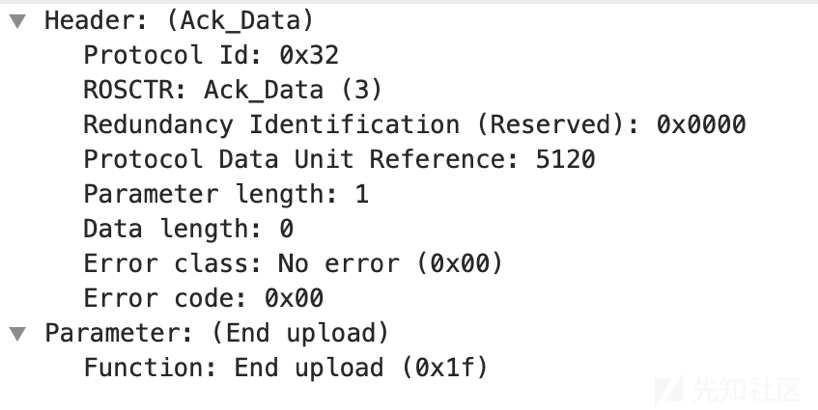 Header: (Ack_Data)
Protocol Id: 0x32
ROSCTR: Ack_Data (3)
Redundancy Identification (Reserved): 0x0000
Protocol Data Unit Reference: 5120
Parameter length: 1
Data length: 0
Error class: No error (0x00)
Error code: 0x00
Parameter: (End upload)
Function: End upload (0x1f)
先知社区